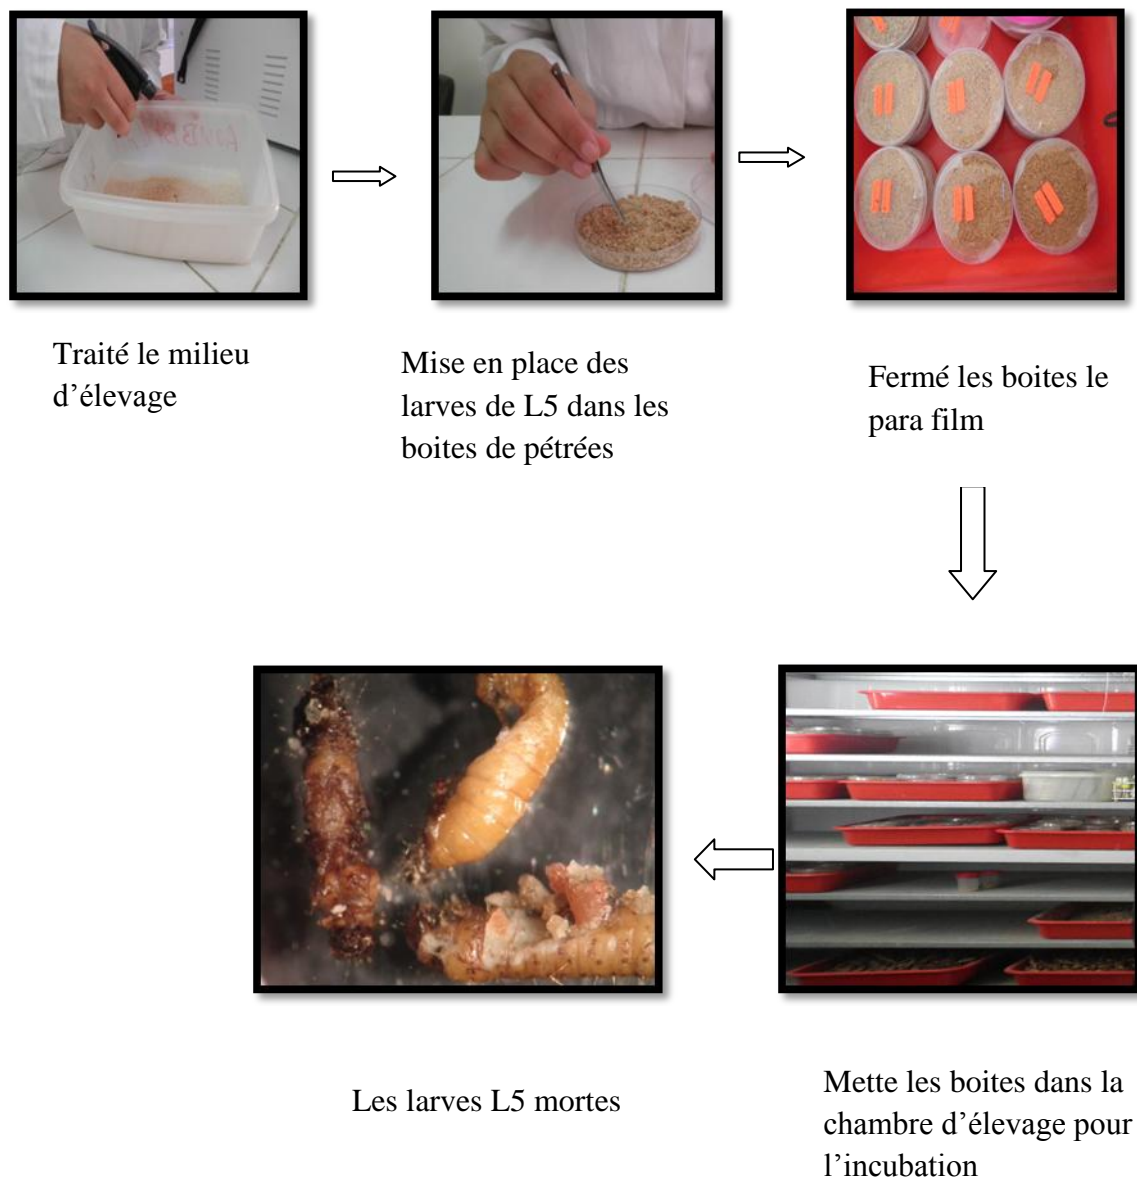 Traité le milieu
d’élevage
Mise en place des
larves de L5 dans les
boites de pétrées
Fermé les boites le
para film
Les larves L5 mortes
Mette les boites dans la
chambre d’élevage pour
l’incubation